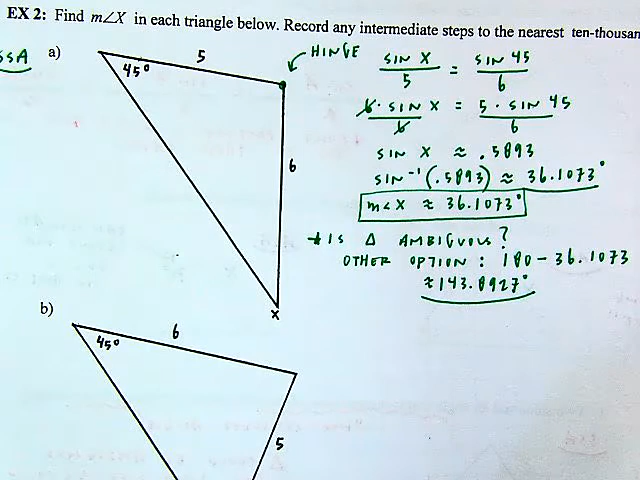 EX 2: Find m∠X in each triangle below. Record any intermediate steps to the nearest ten-thousan
SSA a)
5
HINGE
45°
6
X
SIN X / 5 = SIN 45 / 6
6 · SIN X / 6 = 5 · SIN 45 / 6
SIN X ≈ .5893
SIN⁻¹ (.5893) ≈ 36.1073°
m∠X ≈ 36.1073°
* IS Δ AMBIGUOUS?
OTHER OPTION : 180 - 36.1073
≈ 143.8927°
b)
6
45°
5